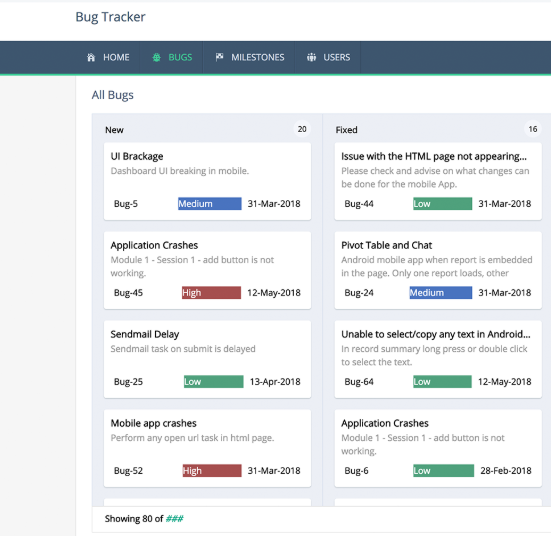 Bug Tracker
HOME
BUGS
MILESTONES
USERS
All Bugs
New
20
UI Brackage
Dashboard UI breaking in mobile.
Bug-5
Medium
31-Mar-2018
Application Crashes
Module 1 - Session 1 - add button is not
working.
Bug-45
High
12-May-2018
Sendmail Delay
Sendmail task on submit is delayed
Bug-25
Low
13-Apr-2018
Mobile app crashes
Perform any open url task in html page.
Bug-52
High
31-Mar-2018
Fixed
16
Issue with the HTML page not appearing...
Please check and advise on what changes can
be done for the mobile App.
Bug-44
Low
31-Mar-2018
Pivot Table and Chat
Android mobile app when report is embedded
in the page. Only one report loads, other
Bug-24
Medium
31-Mar-2018
Unable to select/copy any text in Android...
In record summary long press or double click
to select the text.
Bug-64
Low
12-May-2018
Application Crashes
Module 1 - Session 1 - add button is not
working.
Bug-6
Low
28-Feb-2018
Showing 80 of ###